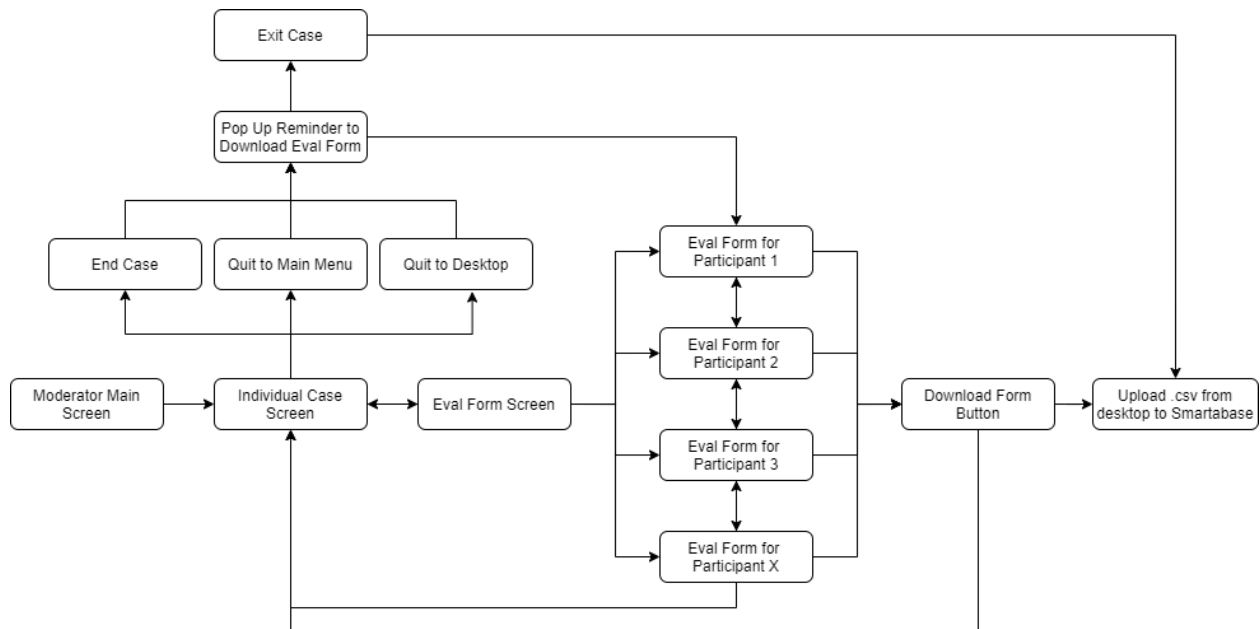 Exit Case
Pop Up Reminder to
Download Eval Form
End Case
Quit to Main Menu
Quit to Desktop
Eval Form for
Participant 1
Eval Form for
Participant 2
Moderator Main
Screen
Individual Case
Screen
Eval Form Screen
Download Form
Button
Upload .csv from
desktop to Smartabase
Eval Form for
Participant 3
Eval Form for
Participant X